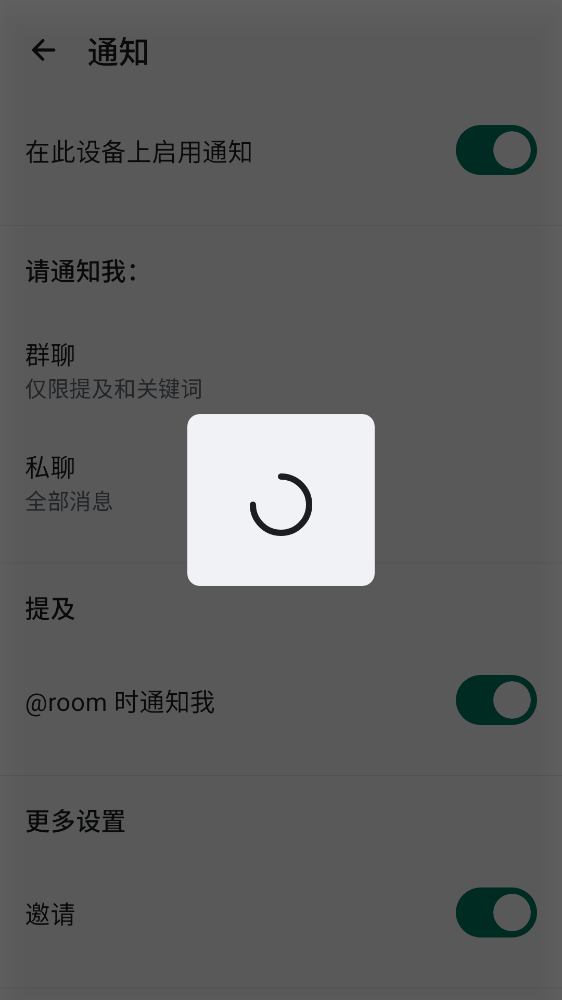 通知
在此设备上启用通知
请通知我：
群聊
仅限提及和关键词
私聊
全部消息
提及
@room 时通知我
更多设置
邀请